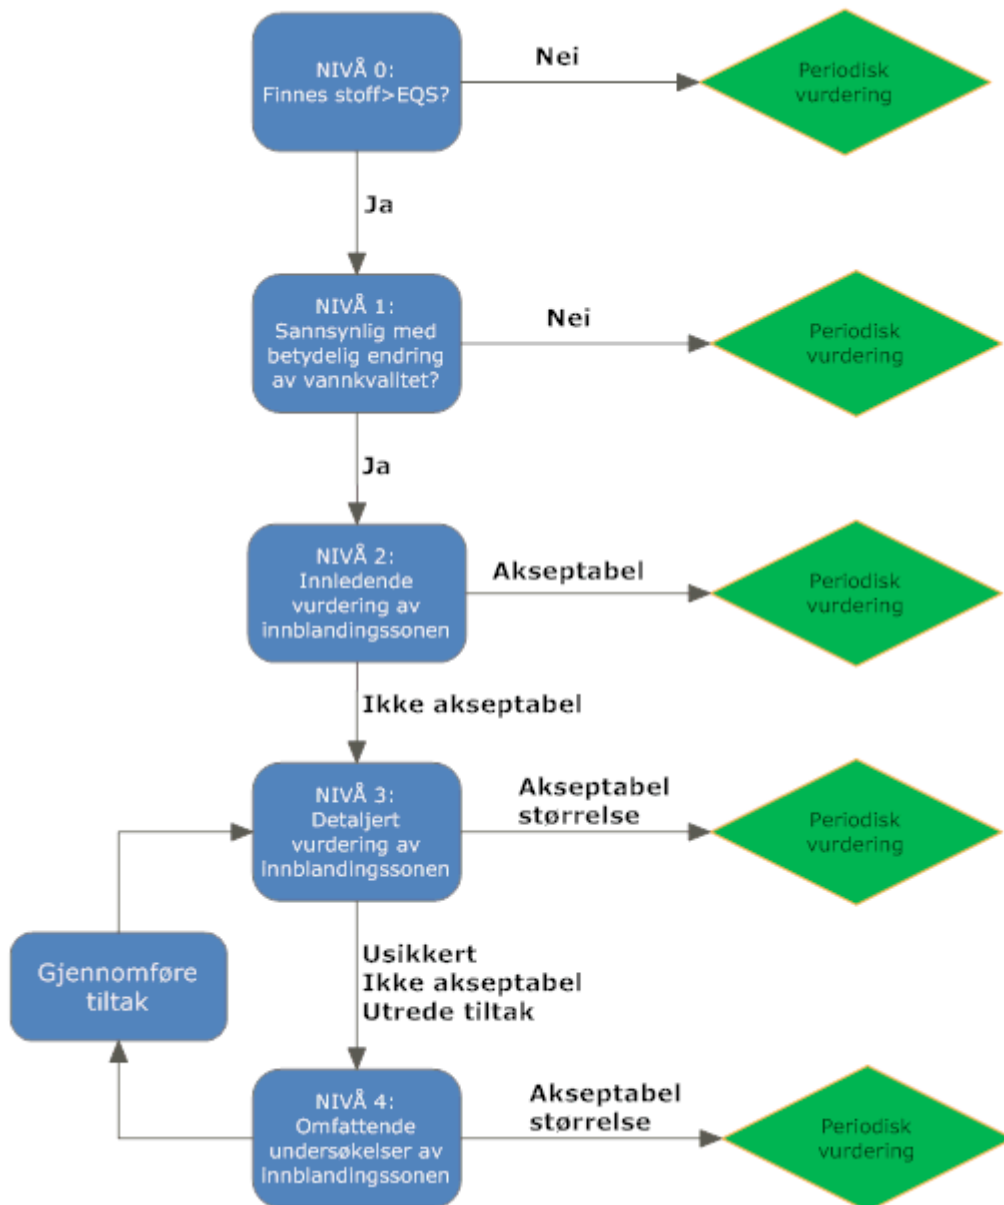 NIVÅ 0:
Finnes stoff>EQS?
Nei
Periodisk
vurdering
Ja
NIVÅ 1:
Sannsynlig med
betydelig endring
av vannkvalitet?
Nei
Periodisk
vurdering
Ja
NIVÅ 2:
Innledende
vurdering av
innblandingssonen
Akseptabel
Periodisk
vurdering
Ikke akseptabel
NIVÅ 3:
Detaljert
vurdering av
innblandingssonen
Akseptabel
størrelse
Periodisk
vurdering
Gjennomføre
tiltak
Usikkert
Ikke akseptabel
Utrede tiltak
NIVÅ 4:
Omfattende
undersøkelser av
innblandingssonen
Akseptabel
størrelse
Periodisk
vurdering